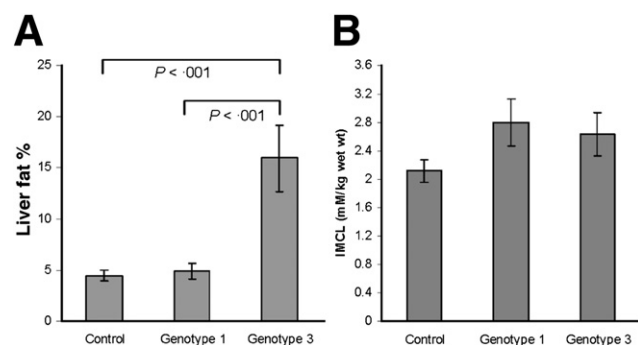 A
Liver fat %
25
20
15
10
5
0
P < ·001
P < ·001
Control Genotype 1 Genotype 3
B
IMCL (mM/kg wet wt)
3.6
3.2
2.8
2.4
2
1.6
1.2
0.8
0.4
0
Control Genotype 1 Genotype 3